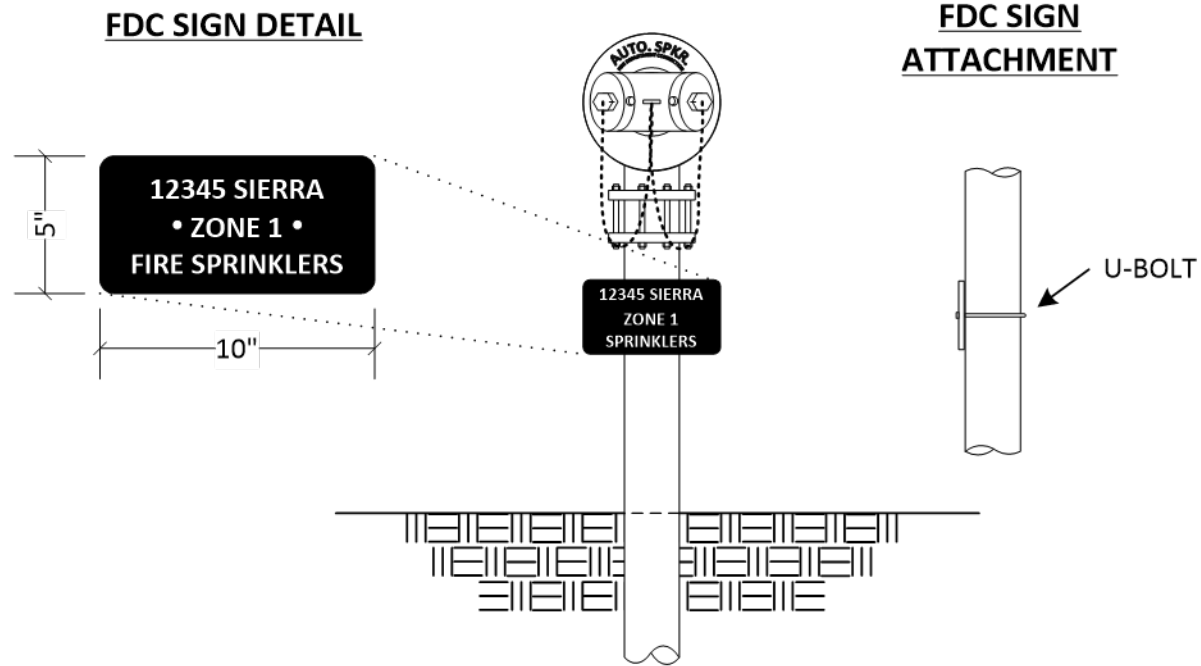 FDC SIGN DETAIL
12345 SIERRA
• ZONE 1 •
FIRE SPRINKLERS
5"
10"
AUTO. SPKR.
12345 SIERRA
ZONE 1
SPRINKLERS
FDC SIGN
ATTACHMENT
U-BOLT